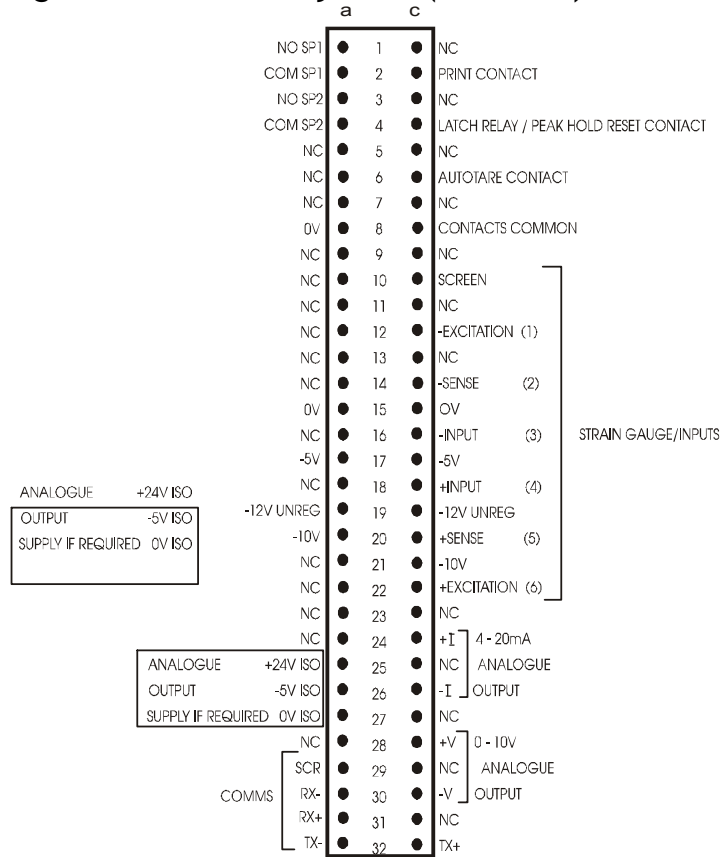 a c
NO SP1 1 NC
COM SP1 2 PRINT CONTACT
NO SP2 3 NC
COM SP2 4 LATCH RELAY / PEAK HOLD RESET CONTACT
NC 5 NC
NC 6 AUTOTARE CONTACT
NC 7 NC
0V 8 CONTACTS COMMON
NC 9 NC
NC 10 SCREEN
NC 11 NC
NC 12 -EXCITATION (1)
NC 13 NC
NC 14 -SENSE (2)
0V 15 OV
NC 16 -INPUT (3) STRAIN GAUGE/INPUTS
-5V 17 -5V
NC 18 +INPUT (4)
ANALOGUE +24V ISO
-12V UNREG 19 -12V UNREG
OUTPUT -5V ISO
-10V 20 +SENSE (5)
SUPPLY IF REQUIRED 0V ISO
NC 21 -10V
NC 22 +EXCITATION (6)
NC 23 NC
NC 24 +I 4 - 20mA
ANALOGUE +24V ISO 25 NC ANALOGUE
OUTPUT -5V ISO 26 -I OUTPUT
SUPPLY IF REQUIRED 0V ISO 27 NC
NC 28 +V 0 - 10V
SCR 29 NC ANALOGUE
COMMS RX- 30 -V OUTPUT
RX+ 31 NC
TX- 32 TX+